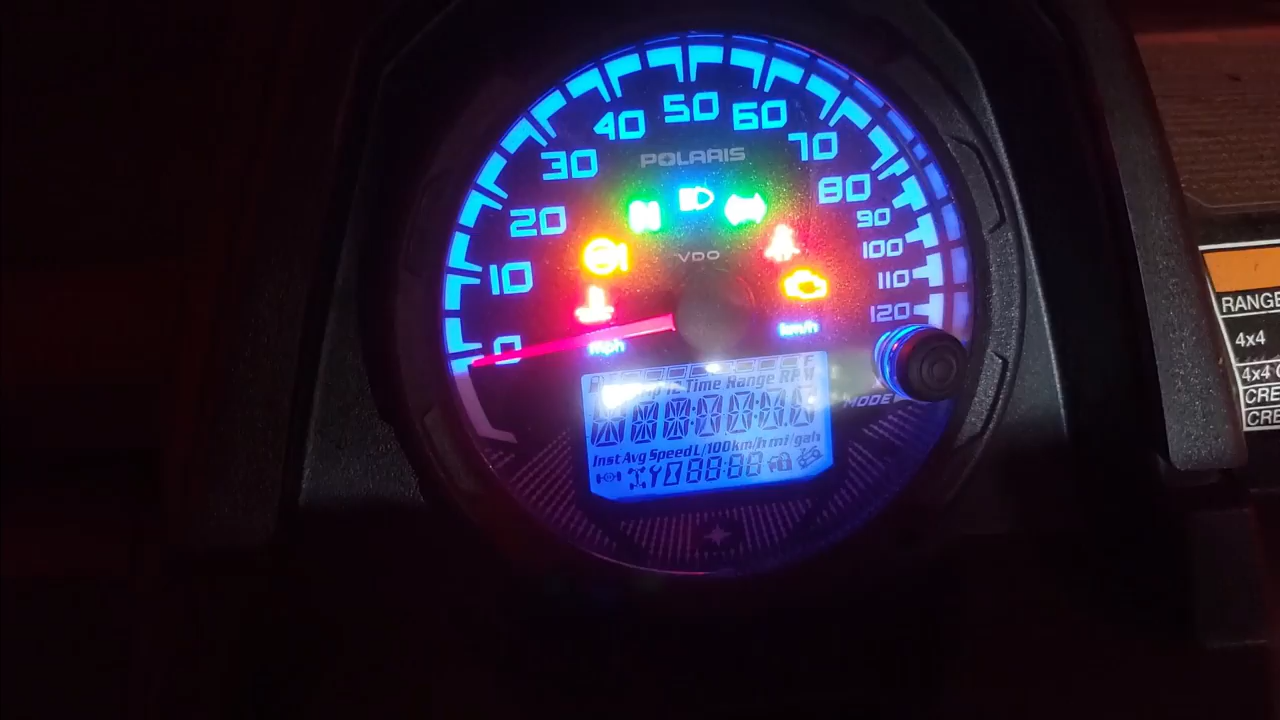 50
40
60
30
70
POLARIS
20
80
90
VDO
100
10
110
120
km/h
0
mph
F
Time Range RPM
MODE
Inst Avg Speed L/100km/h mi/gal
88:88
RANGE
4x4
4x4
CRE
CRE